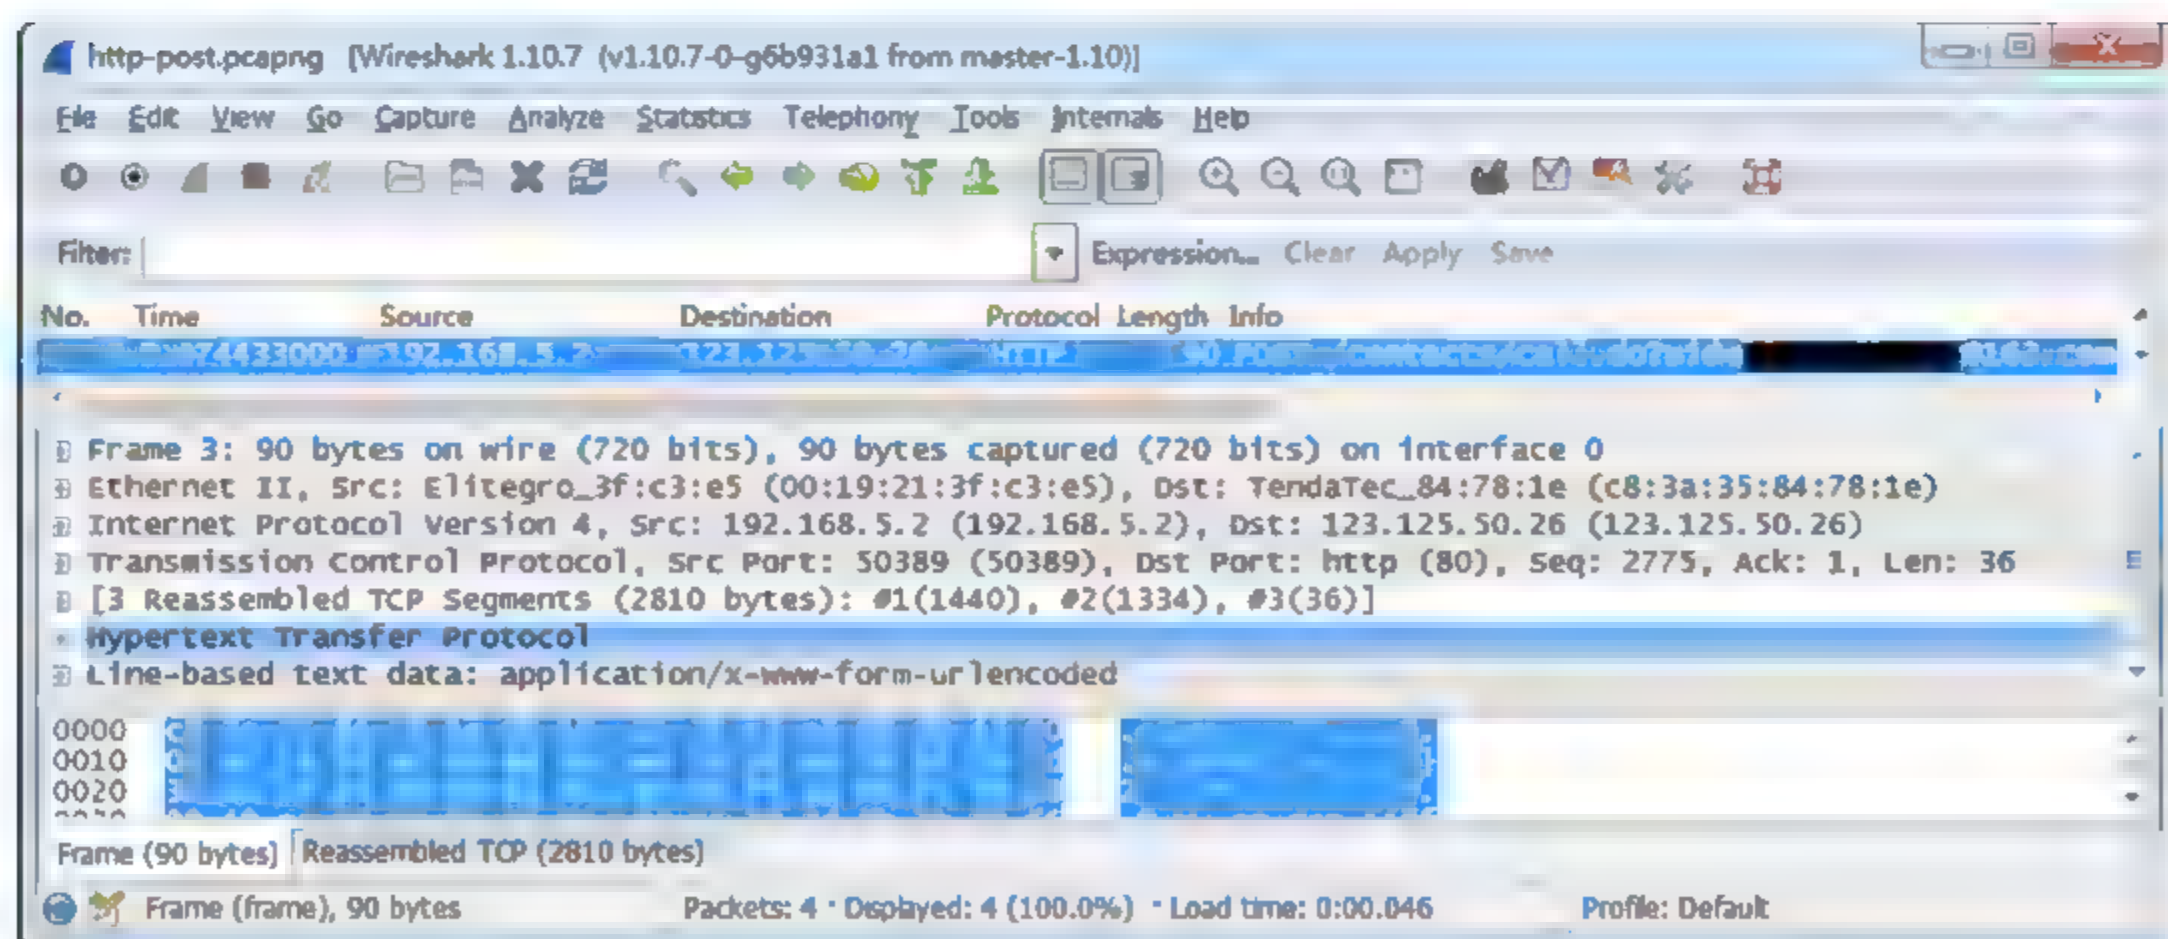 http-post.pcapng [Wireshark 1.10.7 (v1.10.7-0-g6b931a1 from master-1.10)]
File Edit View Go Capture Analyze Statistics Telephony Tools Internals Help
Filter: Expression... Clear Apply Save
No. Time Source Destination Protocol Length Info
74433000 192.168.5.2 HTTP 90 POST
Frame 3: 90 bytes on wire (720 bits), 90 bytes captured (720 bits) on interface 0
Ethernet II, Src: Elitegro_3f:c3:e5 (00:19:21:3f:c3:e5), Dst: TendaTec_84:78:1e (c8:3a:35:84:78:1e)
Internet Protocol Version 4, Src: 192.168.5.2 (192.168.5.2), Dst: 123.125.50.26 (123.125.50.26)
Transmission Control Protocol, Src Port: 50389 (50389), Dst Port: http (80), Seq: 2775, Ack: 1, Len: 36
[3 Reassembled TCP Segments (2810 bytes): #1(1440), #2(1334), #3(36)]
Hypertext Transfer Protocol
Line-based text data: application/x-www-form-urlencoded
0000
0010
0020
Frame (90 bytes) Reassembled TCP (2810 bytes)
Frame (frame), 90 bytes Packets: 4 · Displayed: 4 (100.0%) · Load time: 0:00.046 Profile: Default